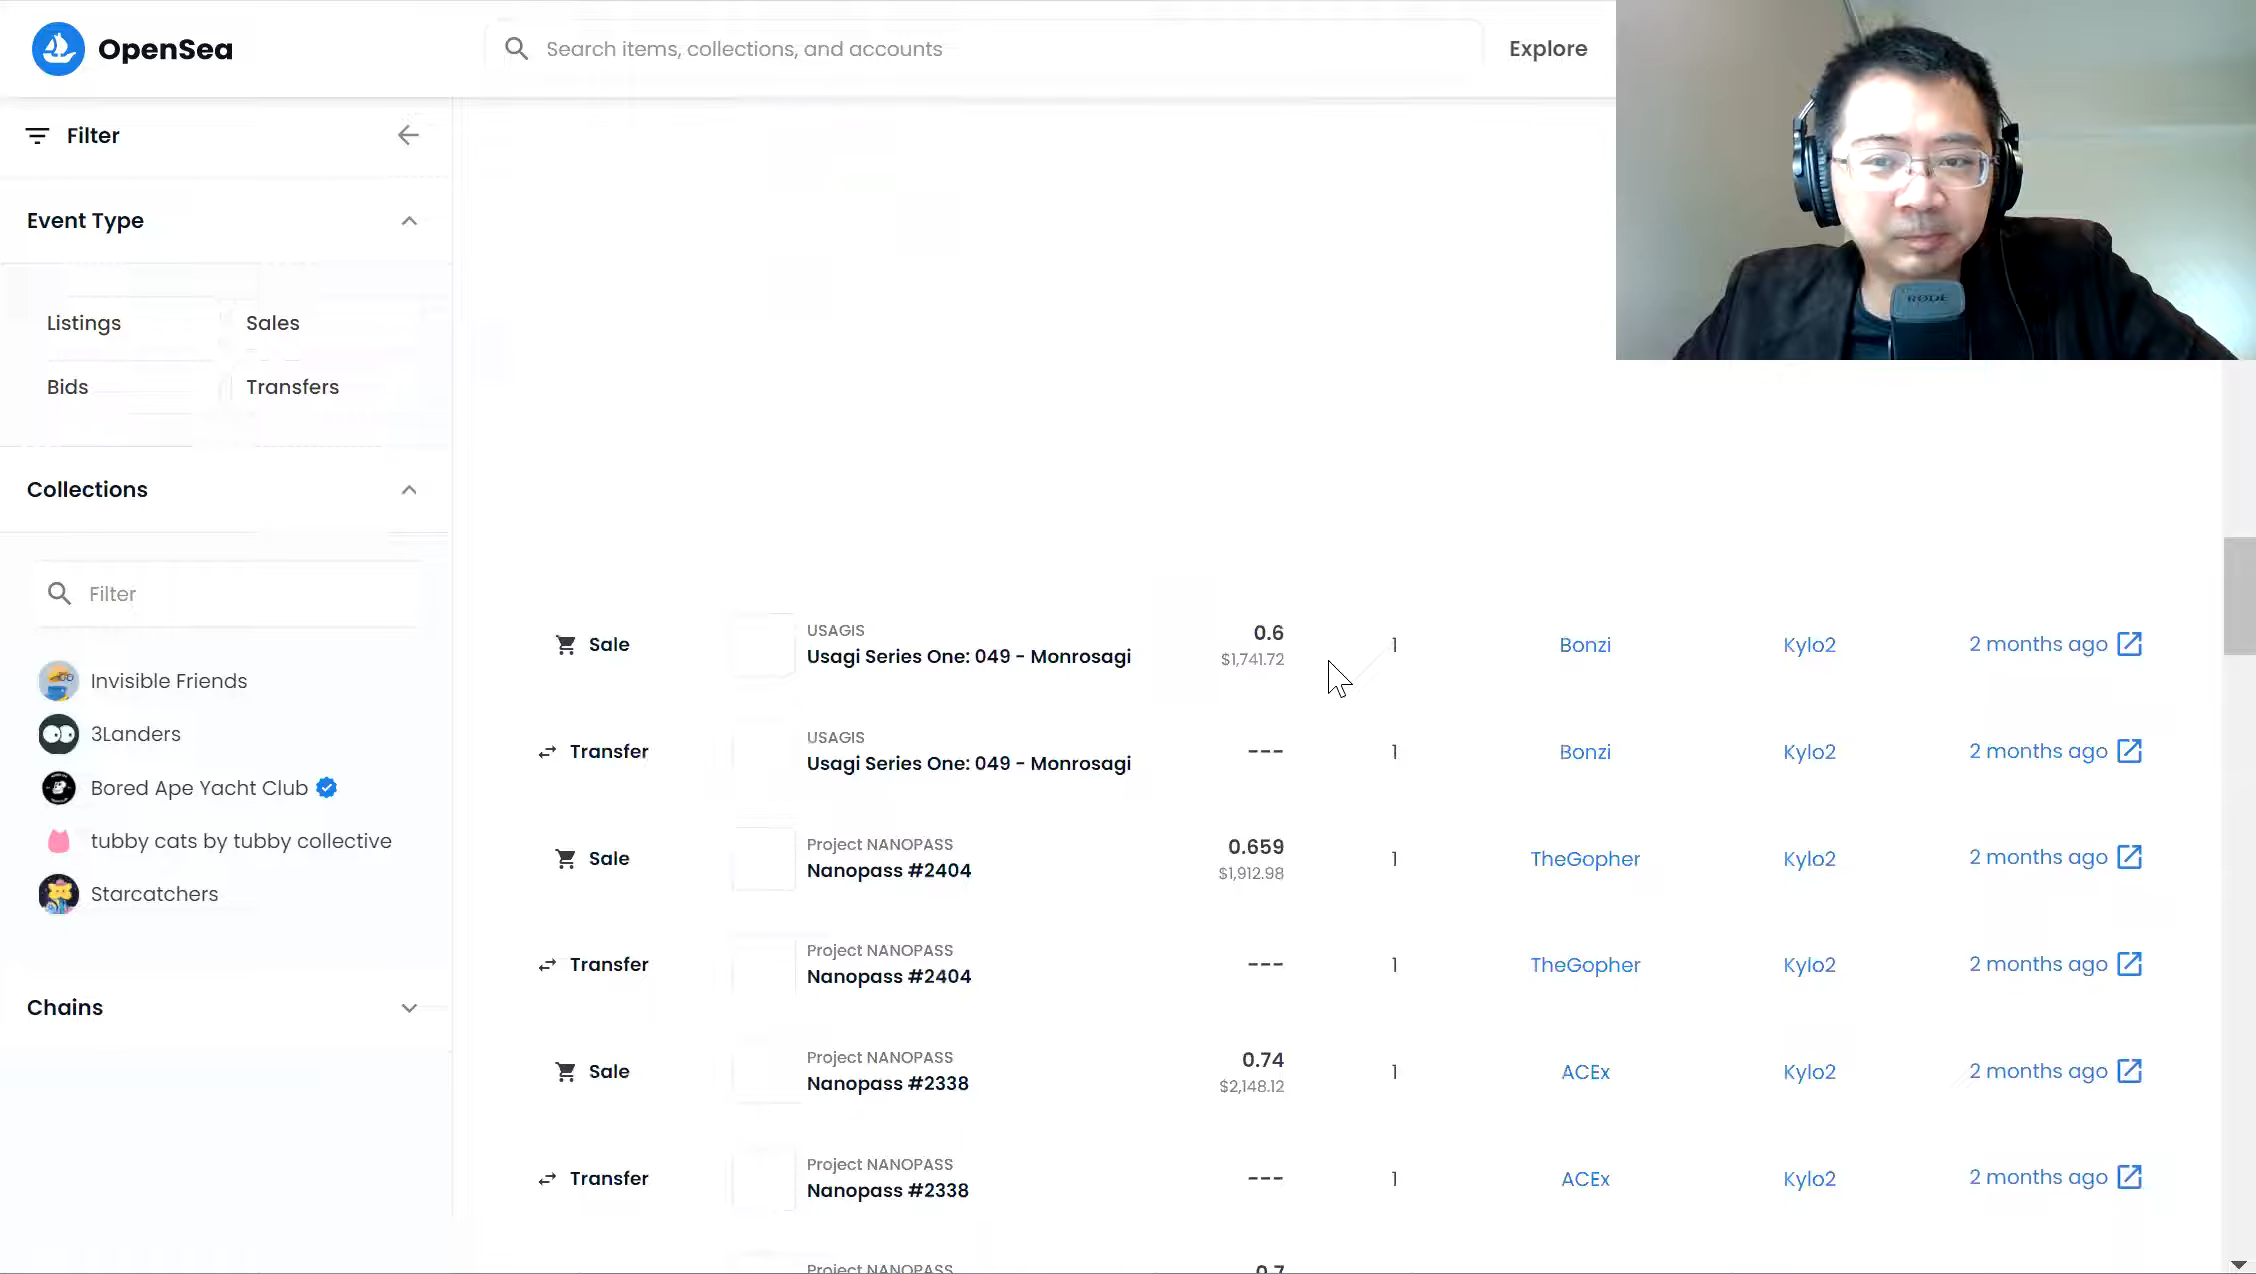 OpenSea
Search items, collections, and accounts
Explore
Filter
Event Type
Listings
Sales
Bids
Transfers
Collections
Filter
Invisible Friends
3Landers
Bored Ape Yacht Club
tubby cats by tubby collective
Starcatchers
Chains
RODE
Sale
USAGIS
Usagi Series One: 049 - Monrosagi
0.6
$1,741.72
1
Bonzi
Kylo2
2 months ago
Transfer
USAGIS
Usagi Series One: 049 - Monrosagi
---
1
Bonzi
Kylo2
2 months ago
Sale
Project NANOPASS
Nanopass #2404
0.659
$1,912.98
1
TheGopher
Kylo2
2 months ago
Transfer
Project NANOPASS
Nanopass #2404
---
1
TheGopher
Kylo2
2 months ago
Sale
Project NANOPASS
Nanopass #2338
0.74
$2,148.12
1
ACEx
Kylo2
2 months ago
Transfer
Project NANOPASS
Nanopass #2338
---
1
ACEx
Kylo2
2 months ago
Project NANOPASS
0.7